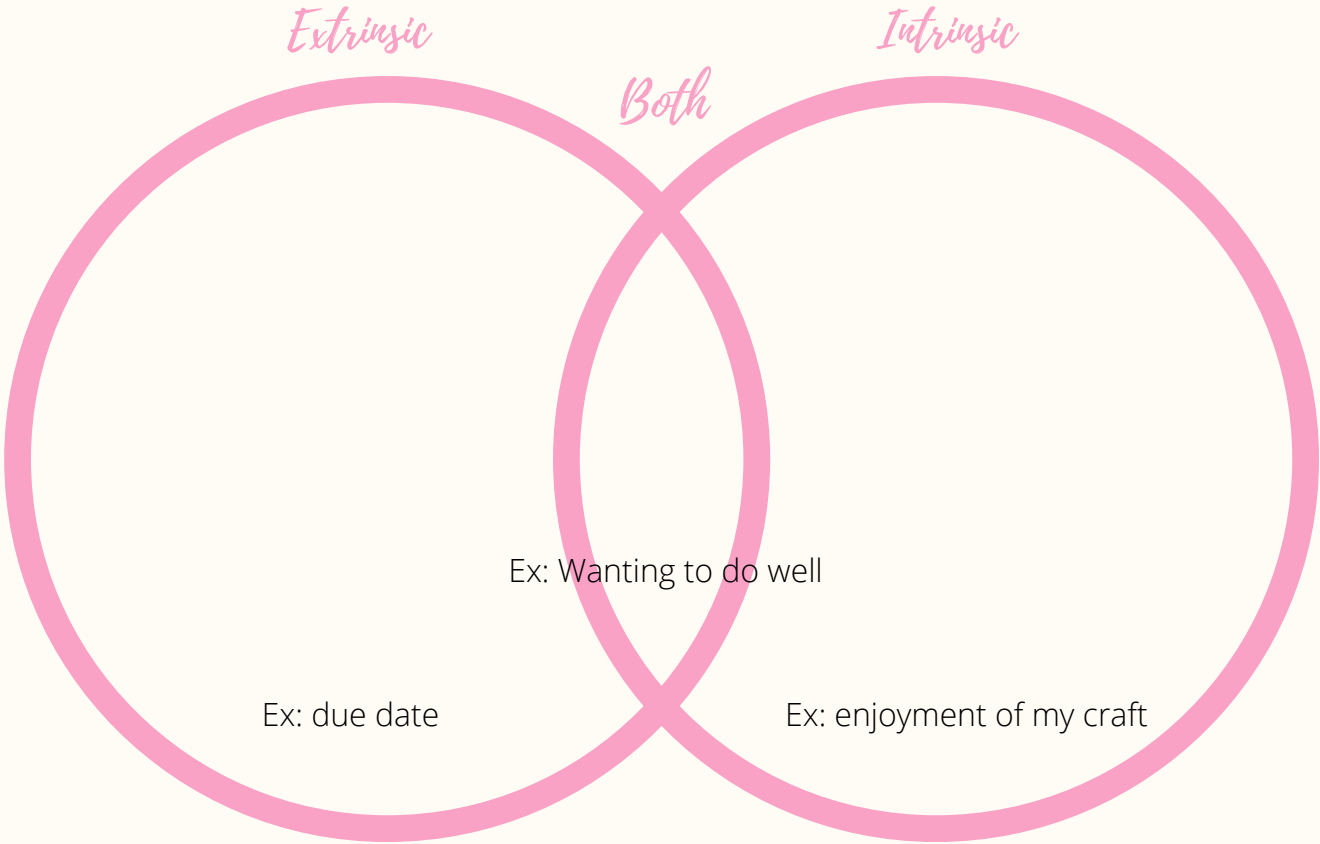 Extrinsic
Intrinsic
Both
Ex: Wanting to do well
Ex: due date
Ex: enjoyment of my craft